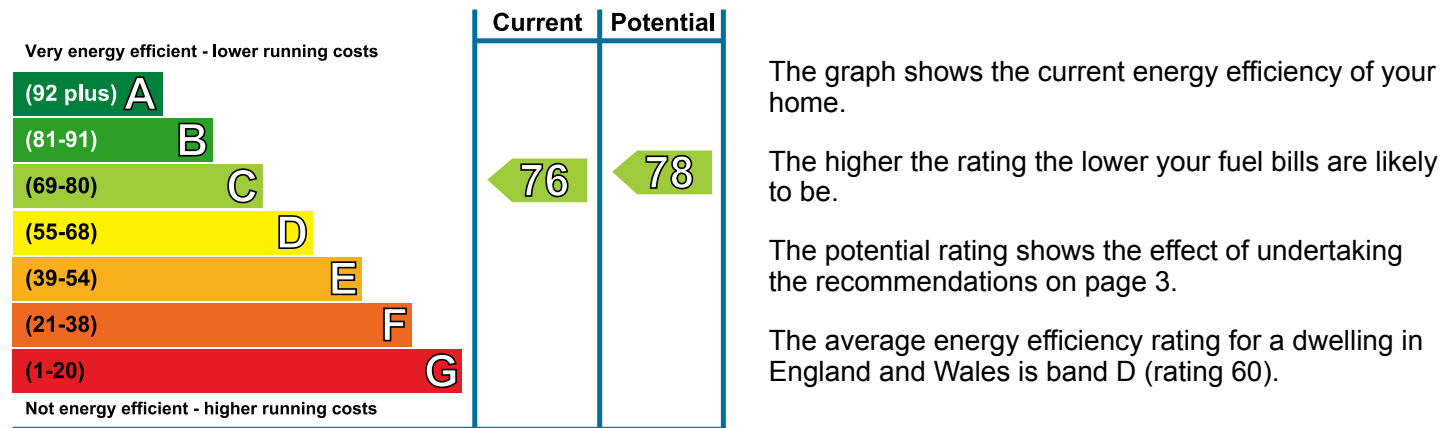 Current Potential
Very energy efficient - lower running costs
(92 plus) A
(81-91) B
(69-80) C
76
78
(55-68) D
(39-54) E
(21-38) F
(1-20) G
Not energy efficient - higher running costs
The graph shows the current energy efficiency of your
home.
The higher the rating the lower your fuel bills are likely
to be.
The potential rating shows the effect of undertaking
the recommendations on page 3.
The average energy efficiency rating for a dwelling in
England and Wales is band D (rating 60).